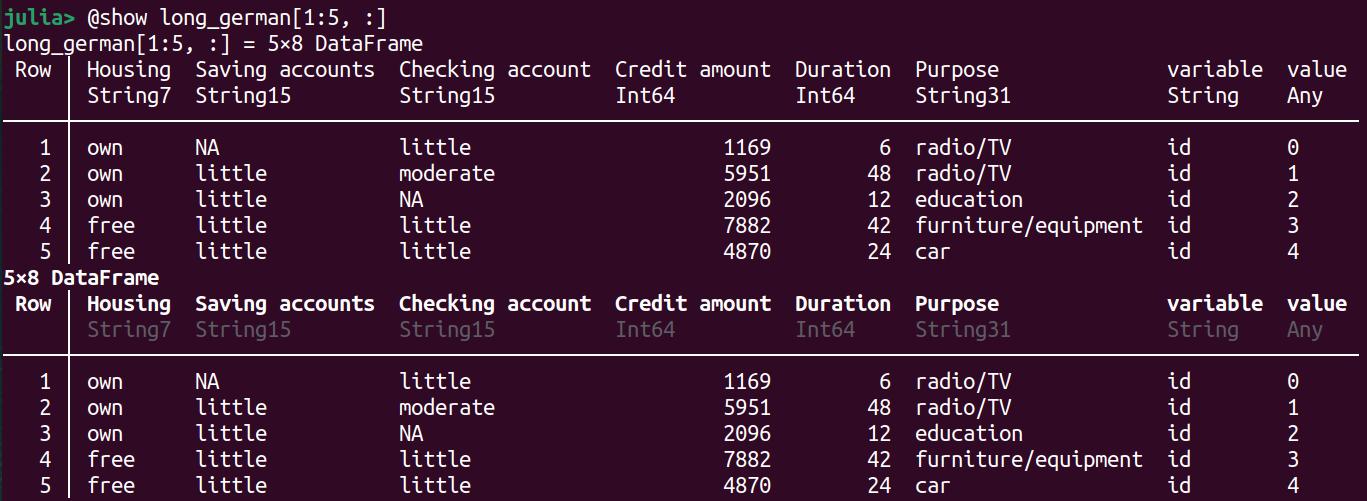 julia> @show long_german[1:5, :]
long_german[1:5, :] = 5×8 DataFrame
 Row │ Housing  Saving accounts  Checking account  Credit amount  Duration  Purpose              variable  value
     │ String7  String15         String15          Int64          Int64     String31             String    Any
   1 │ own      NA               little                     1169         6  radio/TV             id        0
   2 │ own      little           moderate                   5951        48  radio/TV             id        1
   3 │ own      little           NA                         2096        12  education            id        2
   4 │ free     little           little                     7882        42  furniture/equipment  id        3
   5 │ free     little           little                     4870        24  car                  id        4
5×8 DataFrame
 Row │ Housing  Saving accounts  Checking account  Credit amount  Duration  Purpose              variable  value
     │ String7  String15         String15          Int64          Int64     String31             String    Any
   1 │ own      NA               little                     1169         6  radio/TV             id        0
   2 │ own      little           moderate                   5951        48  radio/TV             id        1
   3 │ own      little           NA                         2096        12  education            id        2
   4 │ free     little           little                     7882        42  furniture/equipment  id        3
   5 │ free     little           little                     4870        24  car                  id        4